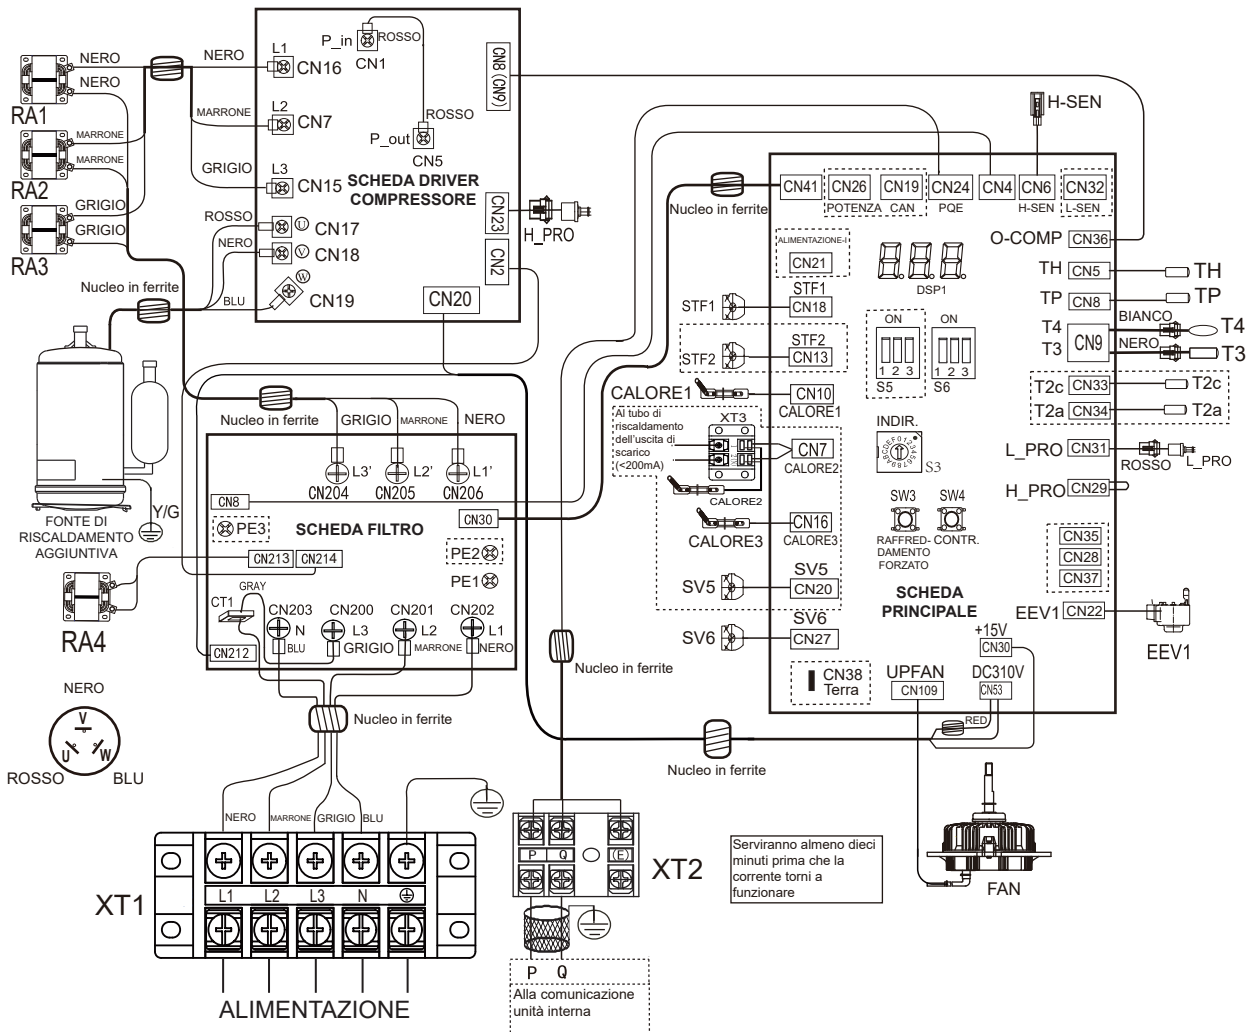 NERO
NERO
RA1
MARRONE
MARRONE
RA2
GRIGIO
GRIGIO
RA3
NERO
MARRONE
GRIGIO
ROSSO
NERO
BLU
Nucleo in ferrite
L1
CN16
L2
CN7
L3
CN15
U
CN17
V
CN18
W
CN19
P_in
CN1
ROSSO
ROSSO
P_out
CN5
SCHEDA DRIVER
COMPRESSORE
CN8 (CN9)
CN23
H_PRO
CN2
CN20
Y/G
FONTE DI
RISCALDAMENTO
AGGIUNTIVA
RA4
Nucleo in ferrite
GRIGIO
MARRONE
NERO
L3'
CN204
L2'
CN205
L1'
CN206
CN8
CN30
PE3
SCHEDA FILTRO
PE2
PE1
CN213
CN214
GRAY
CT1
CN203
N
BLU
CN200
L3
GRIGIO
CN201
L2
MARRONE
CN202
L1
NERO
CN212
Nucleo in ferrite
NERO
V
U
W
ROSSO
BLU
NERO
MARRONE
GRIGIO
BLU
XT1
L1
L2
L3
N
ALIMENTAZIONE
Nucleo in ferrite
Nucleo in ferrite
Nucleo in ferrite
P
Q
(E)
XT2
P
Q
Alla comunicazione
unità interna
Serviranno almeno dieci
minuti prima che la
corrente torni a
funzionare
H-SEN
CN41
CN26
POTENZA
CN19
CAN
CN24
PQE
CN4
CN6
H-SEN
CN32
L-SEN
O-COMP
CN36
ALIMENTAZIONE-I
CN21
DSP1
TH
CN5
TH
TP
CN8
TP
STF1
STF1
CN18
T4
T3
CN9
BIANCO
T4
NERO
T3
STF2
STF2
CN13
ON
1 2 3
S5
ON
1 2 3
S6
T2c
CN33
T2c
T2a
CN34
T2a
CALORE1
CN10
CALORE1
Al tubo di
riscaldamento
dell'uscita di
scarico
(<200mA)
XT3
CN7
CALORE2
CALORE2
INDIR.
S3
L_PRO
CN31
ROSSO
L_PRO
H_PRO
CN29
SW3
RAFFRED-
DAMENTO
FORZATO
SW4
CONTR.
CALORE3
CN16
CALORE3
CN35
CN28
CN37
SV5
SV5
CN20
SCHEDA
PRINCIPALE
EEV1
CN22
EEV1
SV6
SV6
CN27
+15V
CN30
CN38
Terra
UPFAN
CN109
DC310V
CN53
RED
FAN